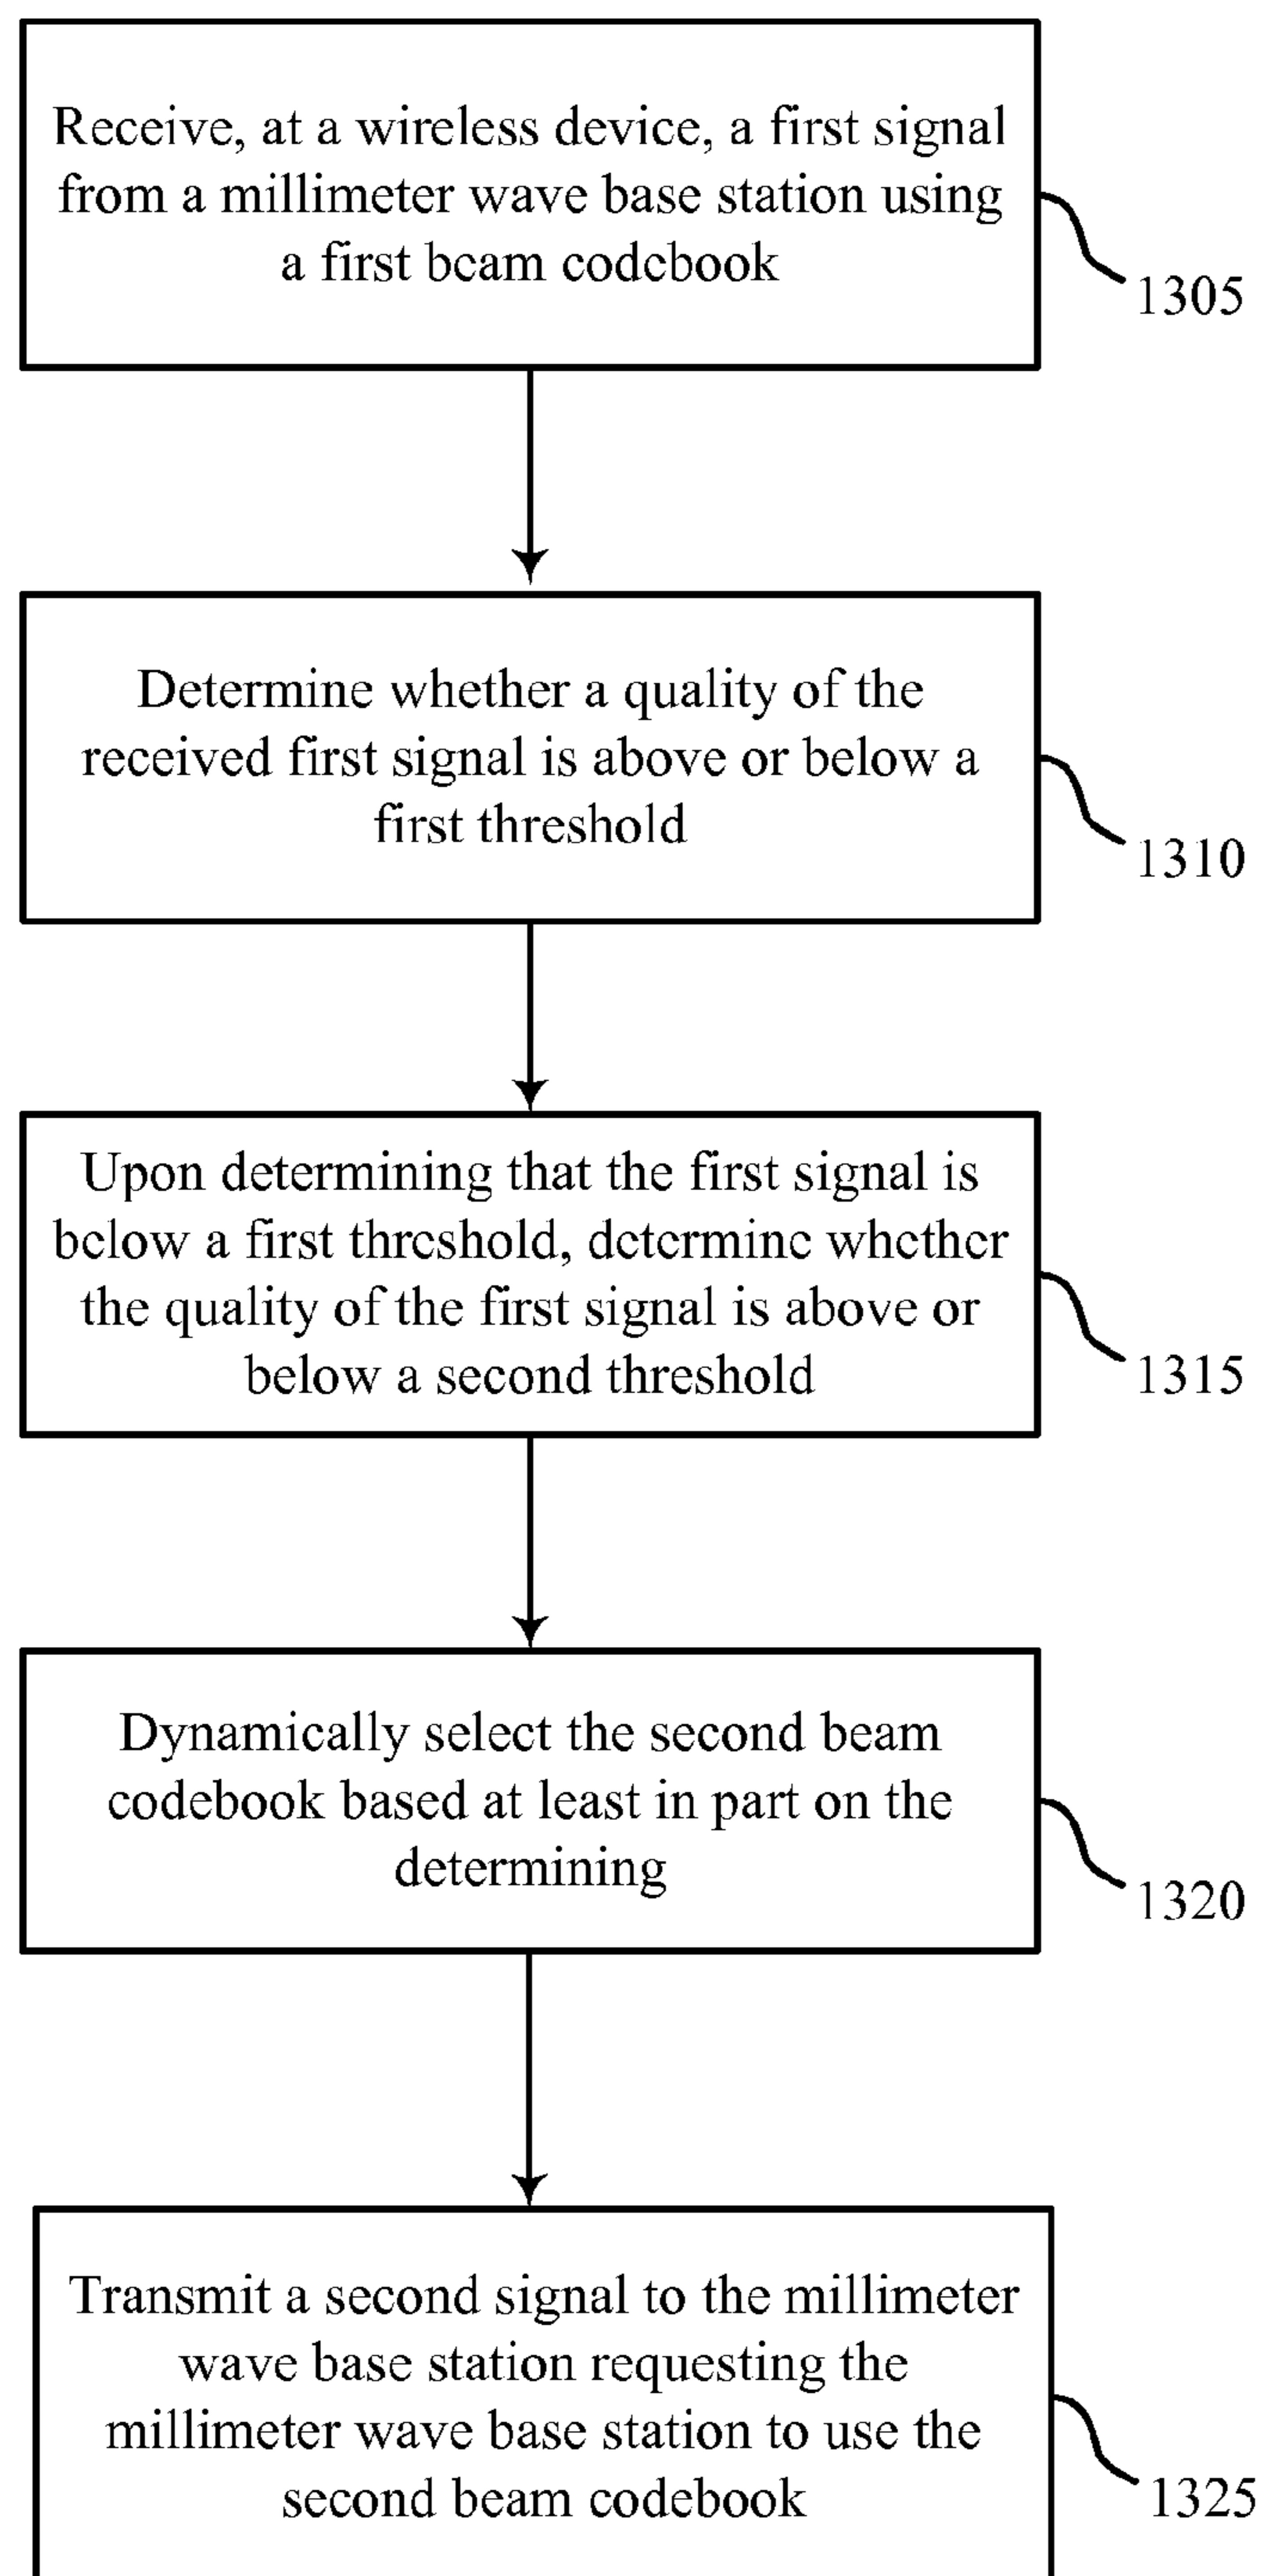 Receive, at a wireless device, a first signal
from a millimeter wave base station using
a first beam codebook
1305
Determine whether a quality of the
received first signal is above or below a
first threshold
1310
Upon determining that the first signal is
below a first threshold, determine whether
the quality of the first signal is above or
below a second threshold
1315
Dynamically select the second beam
codebook based at least in part on the
determining
1320
Transmit a second signal to the millimeter
wave base station requesting the
millimeter wave base station to use the
second beam codebook
1325